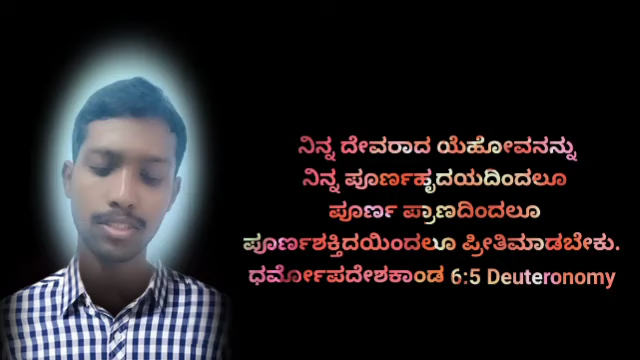 ನಿನ್ನ ದೇವರಾದ ಯೆಹೋವನನ್ನು
ನಿನ್ನ ಪೂರ್ಣಹೃದಯದಿಂದಲೂ
ಪೂರ್ಣ ಪ್ರಾಣದಿಂದಲೂ
ಪೂರ್ಣಶಕ್ತಿದಯಿಂದಲೂ ಪ್ರೀತಿಮಾಡಬೇಕು.
ಧರ್ಮೋಪದೇಶಕಾಂಡ 6:5 Deuteronomy